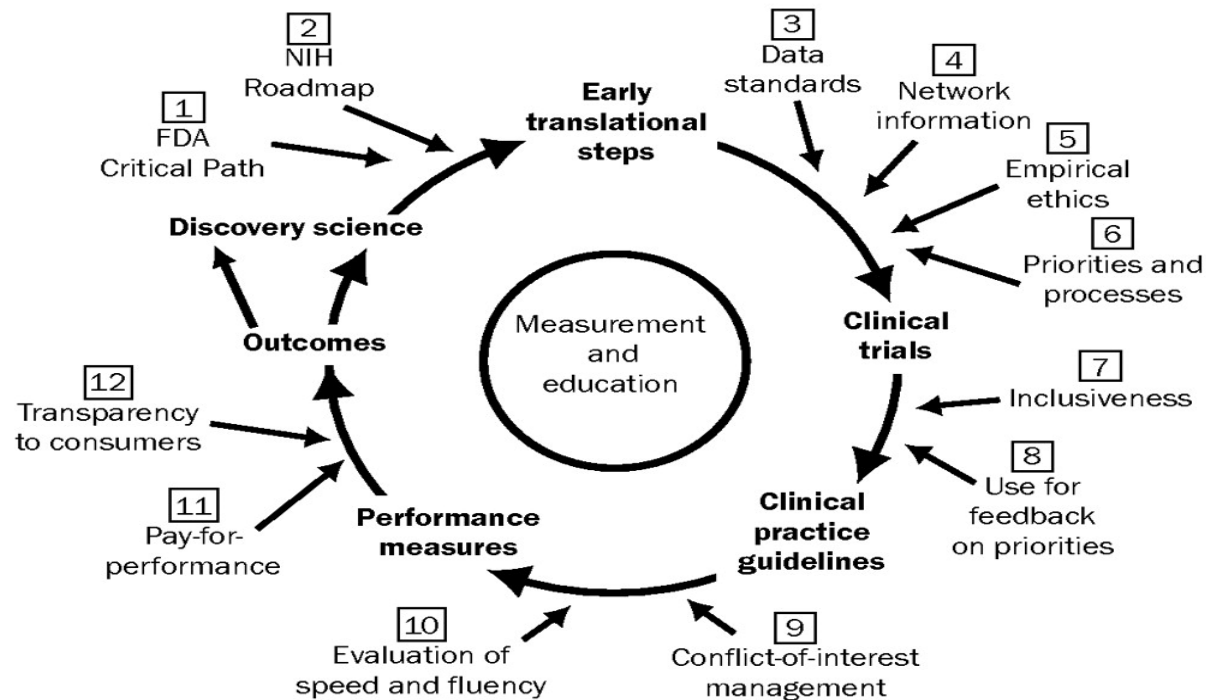 1
FDA
Critical Path
2
NIH
Roadmap
Early
translational
steps
3
Data
standards
4
Network
information
5
Empirical
ethics
6
Priorities and
processes
Clinical
trials
7
Inclusiveness
8
Use for
feedback
on priorities
Clinical
practice
guidelines
9
Conflict-of-interest
management
10
Evaluation of
speed and fluency
Performance
measures
11
Pay-for-
performance
12
Transparency
to consumers
Outcomes
Discovery science
Measurement
and
education